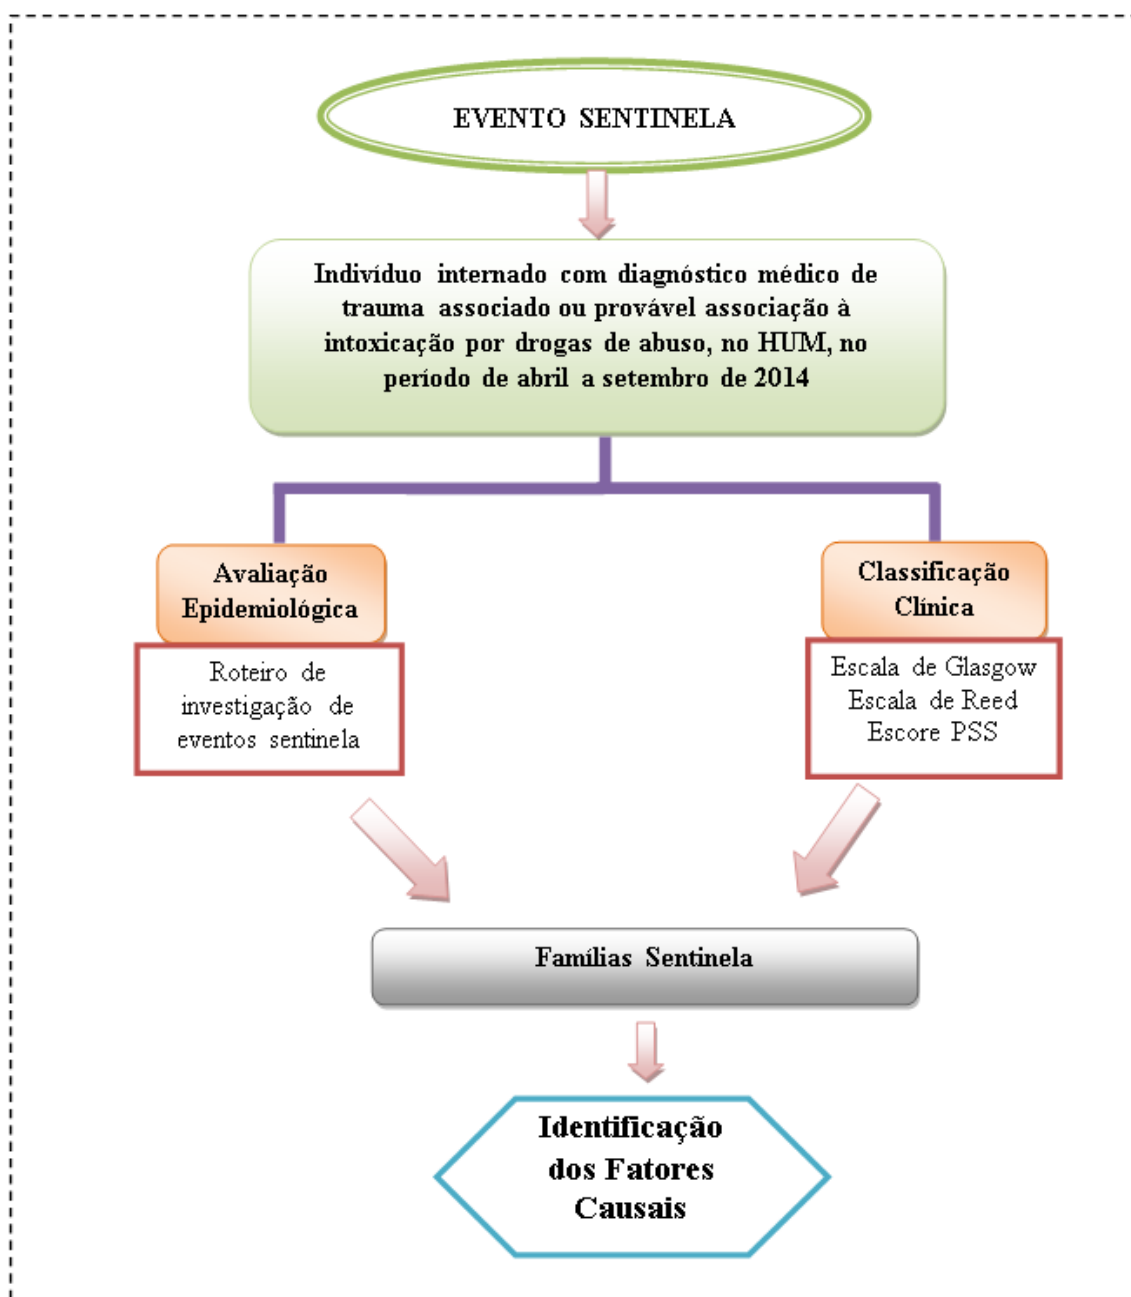 EVENTO SENTINELA
Indivíduo internado com diagnóstico médico de
trauma associado ou provável associação à
intoxicação por drogas de abuso, no HUM, no
período de abril a setembro de 2014
Avaliação
Epidemiológica
Roteiro de
investigação de
eventos sentinela
Classificação
Clínica
Escala de Glasgow
Escala de Reed
Escore PSS
Famílias Sentinela
Identificação
dos Fatores
Causais